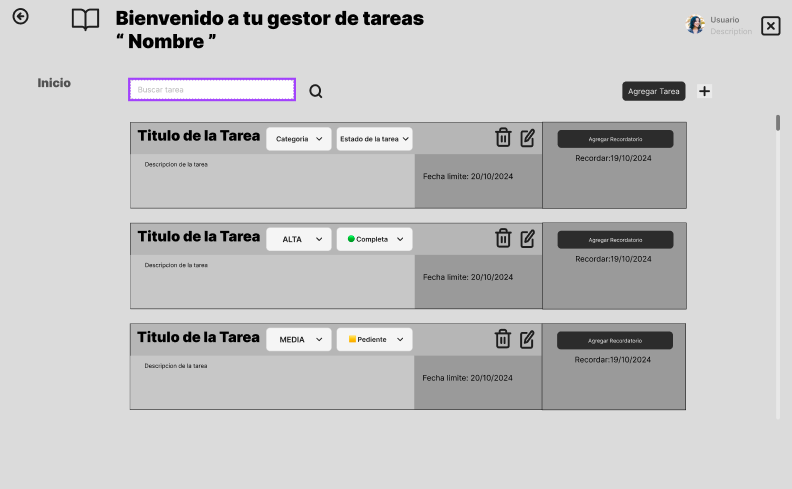 Bienvenido a tu gestor de tareas
“ Nombre ”
Usuario
Description
Inicio
Buscar tarea
Agregar Tarea
Titulo de la Tarea
Categoria
Estado de la tarea
Agregar Recordatorio
Descripcion de la tarea
Recordar:19/10/2024
Fecha limite: 20/10/2024
Titulo de la Tarea
ALTA
Completa
Agregar Recordatorio
Descripcion de la tarea
Recordar:19/10/2024
Fecha limite: 20/10/2024
Titulo de la Tarea
MEDIA
Pediente
Agregar Recordatorio
Descripcion de la tarea
Recordar:19/10/2024
Fecha limite: 20/10/2024